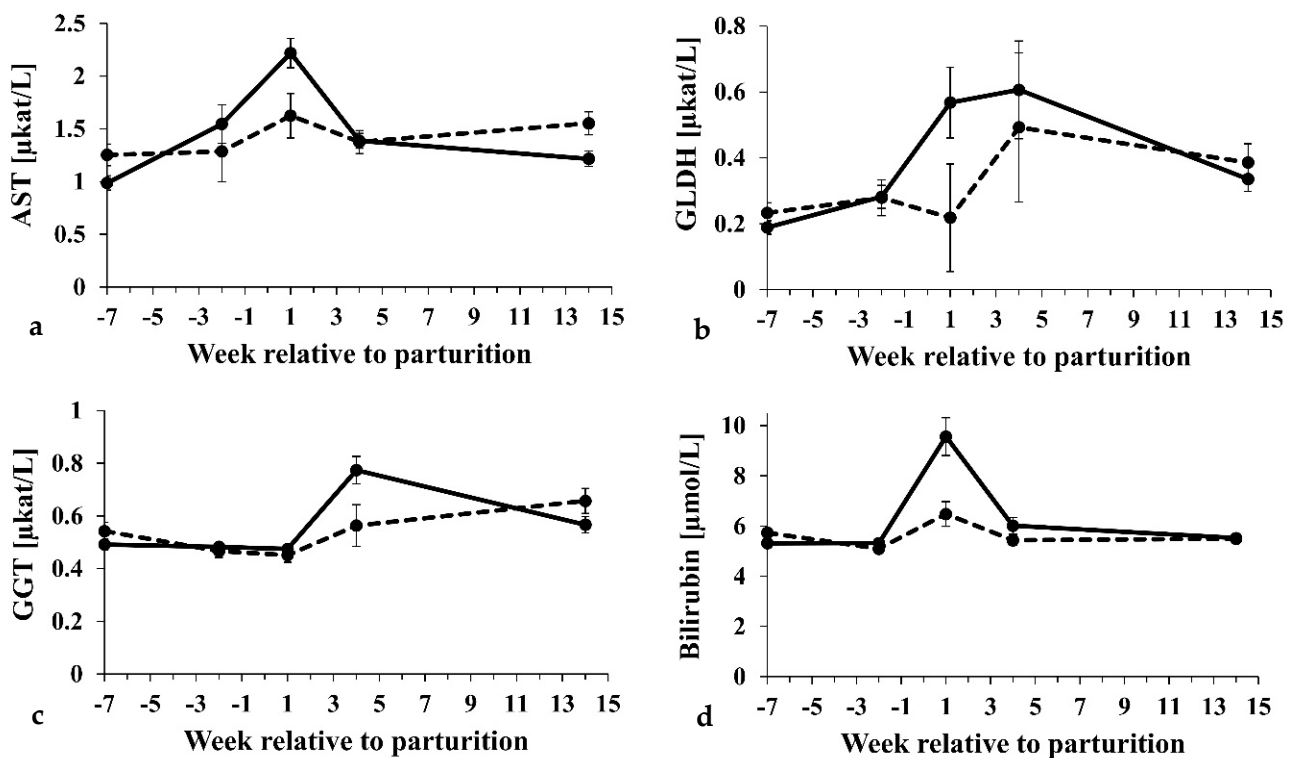 AST [µkat/L]
2.5
2
1.5
1
0.5
0
-7 -5 -3 -1 1 3 5 7 9 11 13 15
a
Week relative to parturition
GLDH [µkat/L]
0.8
0.6
0.4
0.2
0
-7 -5 -3 -1 1 3 5 7 9 11 13 15
b
Week relative to parturition
GGT [µkat/L]
1
0.8
0.6
0.4
0.2
0
-7 -5 -3 -1 1 3 5 7 9 11 13 15
c
Week relative to parturition
Bilirubin [µmol/L]
10
8
6
4
2
0
-7 -5 -3 -1 1 3 5 7 9 11 13 15
d
Week relative to parturition